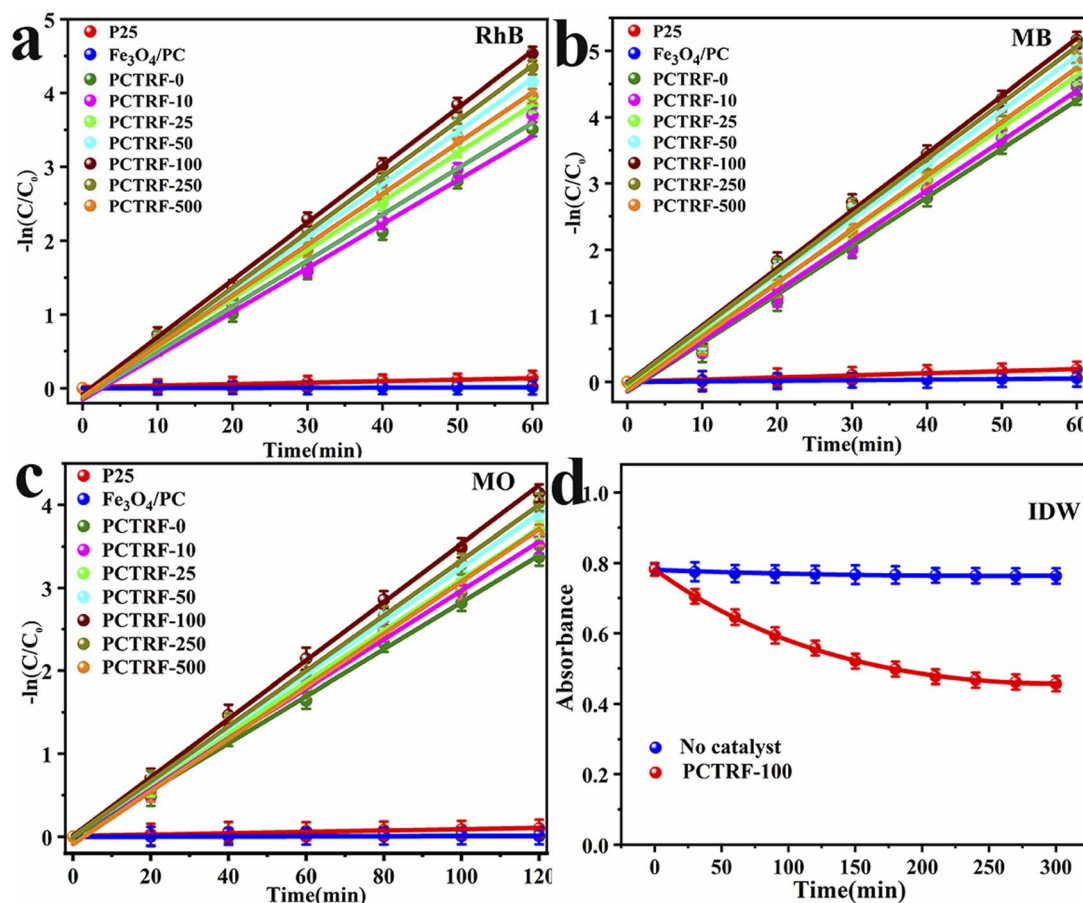 a
RhB
P25
Fe₃O₄/PC
PCTRF-0
PCTRF-10
PCTRF-25
PCTRF-50
PCTRF-100
PCTRF-250
PCTRF-500
-ln(C/C₀)
5
4
3
2
1
0
0 10 20 30 40 50 60
Time(min)
b
MB
P25
Fe₃O₄/PC
PCTRF-0
PCTRF-10
PCTRF-25
PCTRF-50
PCTRF-100
PCTRF-250
PCTRF-500
-ln(C/C₀)
5
4
3
2
1
0
0 10 20 30 40 50 60
Time(min)
c
MO
P25
Fe₃O₄/PC
PCTRF-0
PCTRF-10
PCTRF-25
PCTRF-50
PCTRF-100
PCTRF-250
PCTRF-500
-ln(C/C₀)
4
3
2
1
0
0 20 40 60 80 100 120
Time(min)
d
IDW
Absorbance
1.0
0.8
0.6
0.4
0.2
0.0
No catalyst
PCTRF-100
0 50 100 150 200 250 300
Time(min)